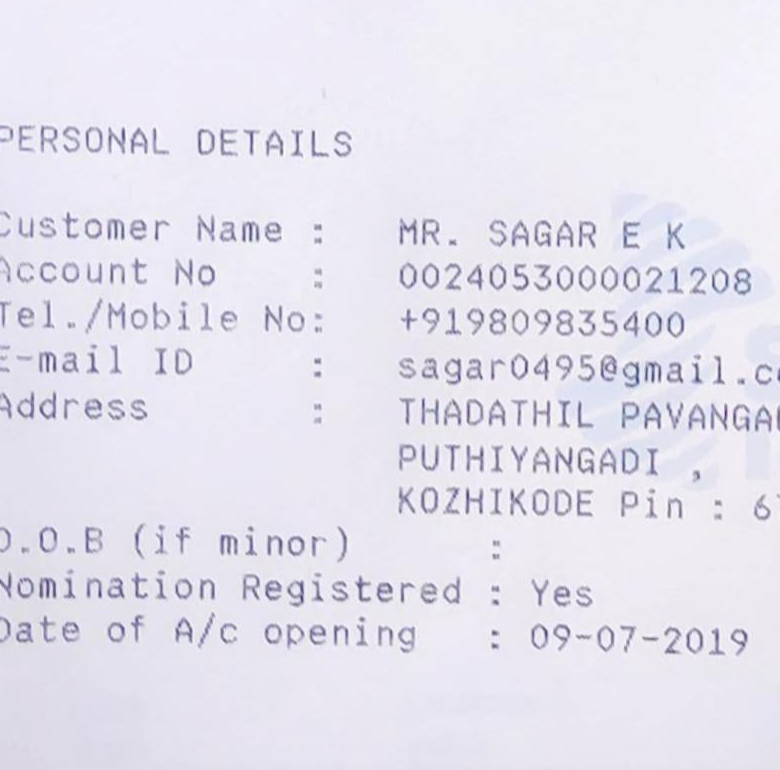 PERSONAL DETAILS
Customer Name : MR. SAGAR E K
Account No : 0024053000021208
Tel./Mobile No: +919809835400
E-mail ID : sagar0495@gmail.c
Address : THADATHIL PAVANGA
PUTHIYANGADI ,
KOZHIKODE Pin : 6
D.O.B (if minor) :
Nomination Registered : Yes
Date of A/c opening : 09-07-2019